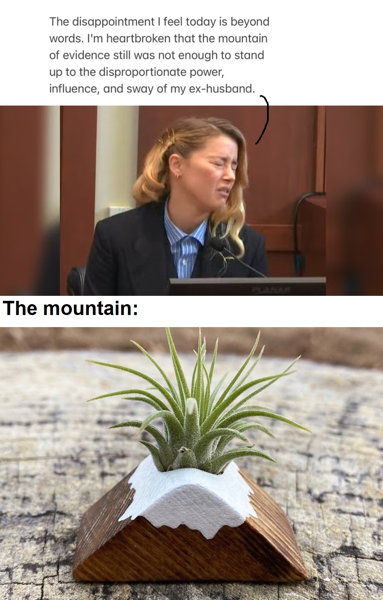 The disappointment I feel today is beyond
words. I'm heartbroken that the mountain
of evidence still was not enough to stand
up to the disproportionate power,
influence, and sway of my ex-husband.
PLANAR
The mountain: